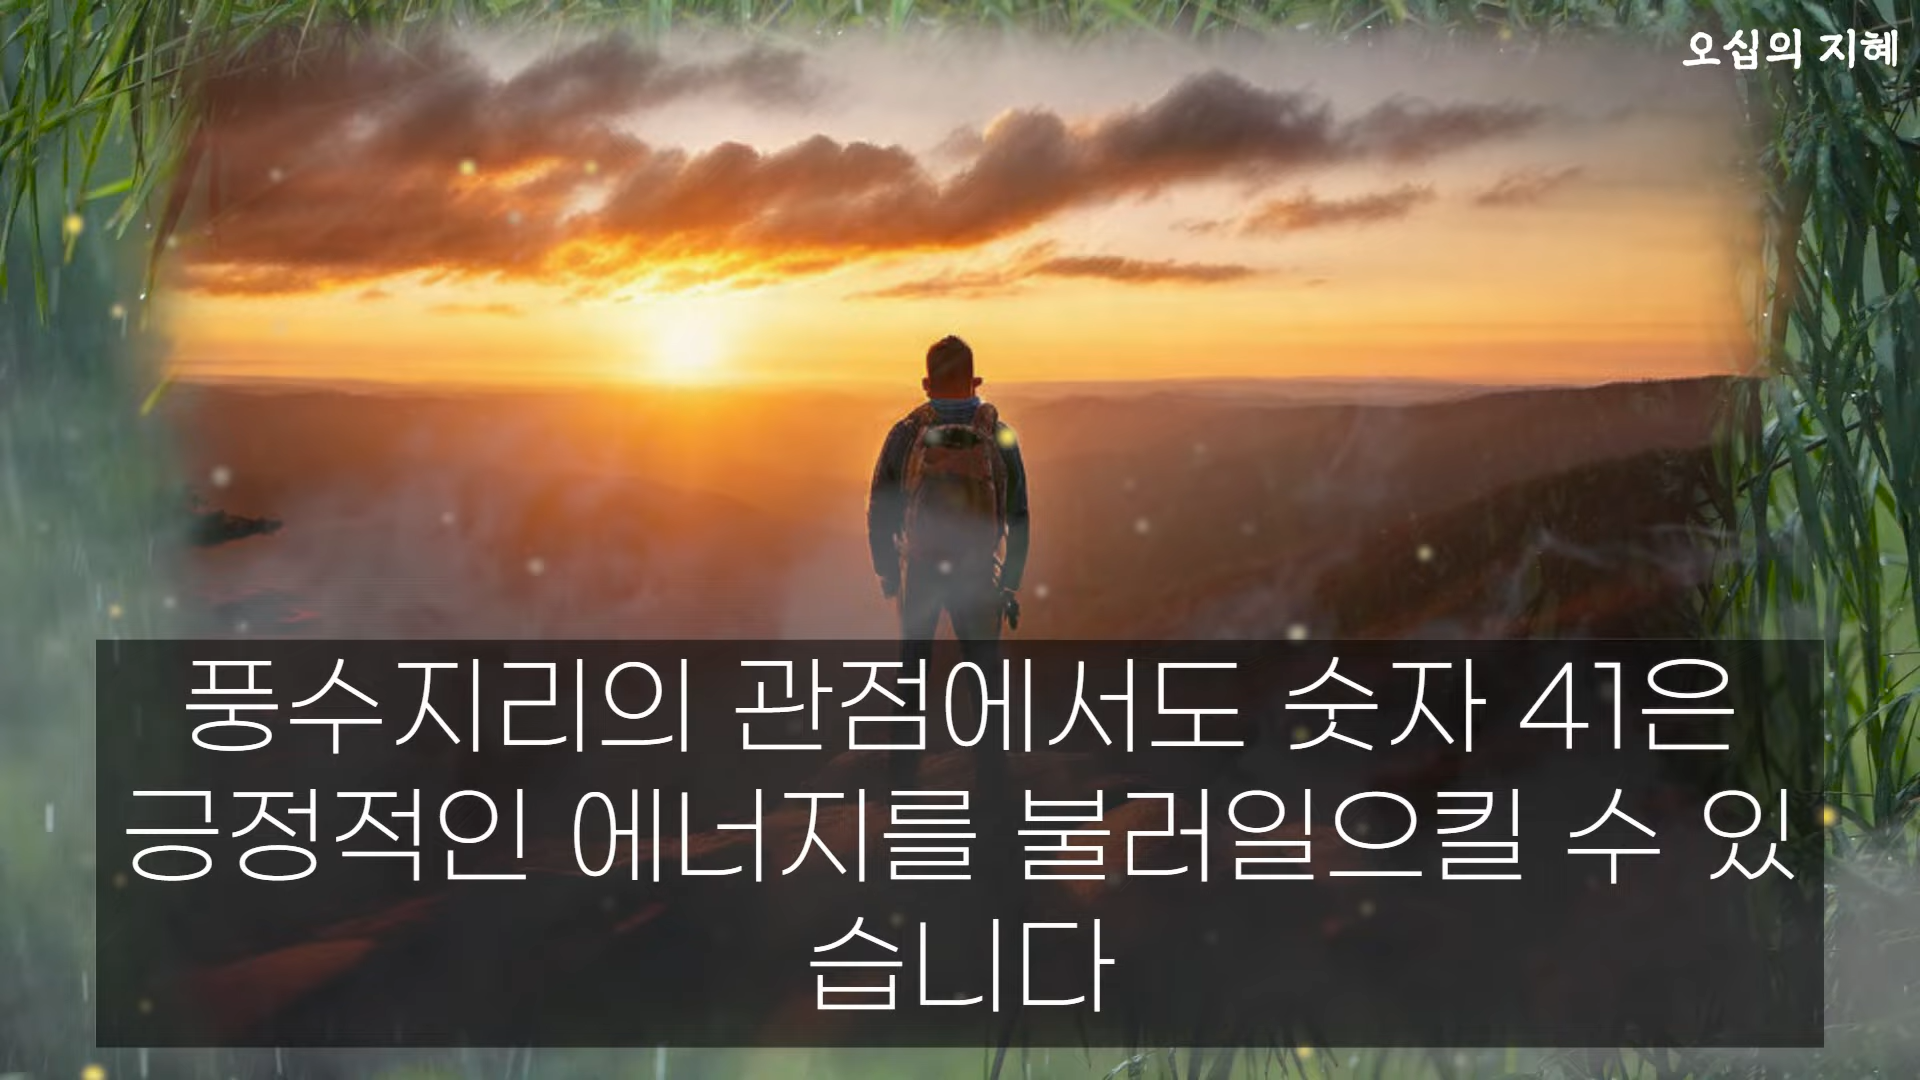 오십의 지혜
풍수지리의 관점에서도 숫자 41은
긍정적인 에너지를 불러일으킬 수 있
습니다